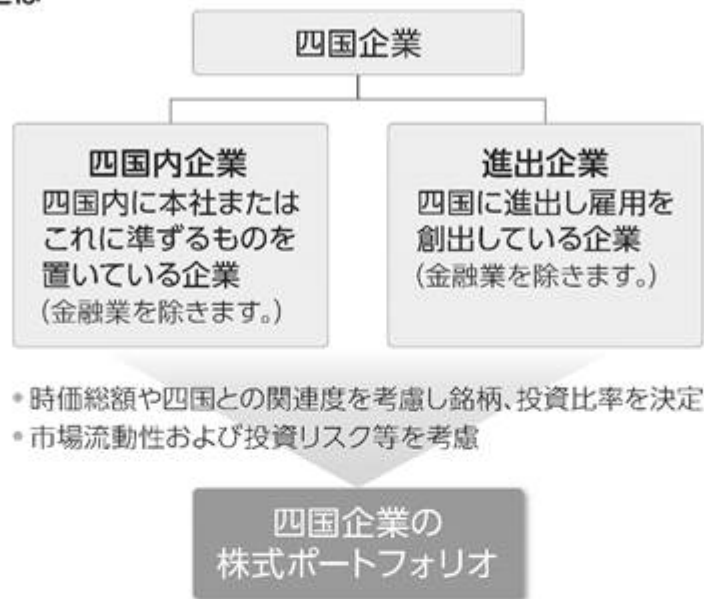 四国企業
四国内企業
四国内に本社または
これに準ずるものを
置いている企業
(金融業を除きます。)
進出企業
四国に進出し雇用を
創出している企業
(金融業を除きます。)
•時価総額や四国との関連度を考慮し銘柄、投資比率を決定
•市場流動性および投資リスク等を考慮
四国企業の
株式ポートフォリオ